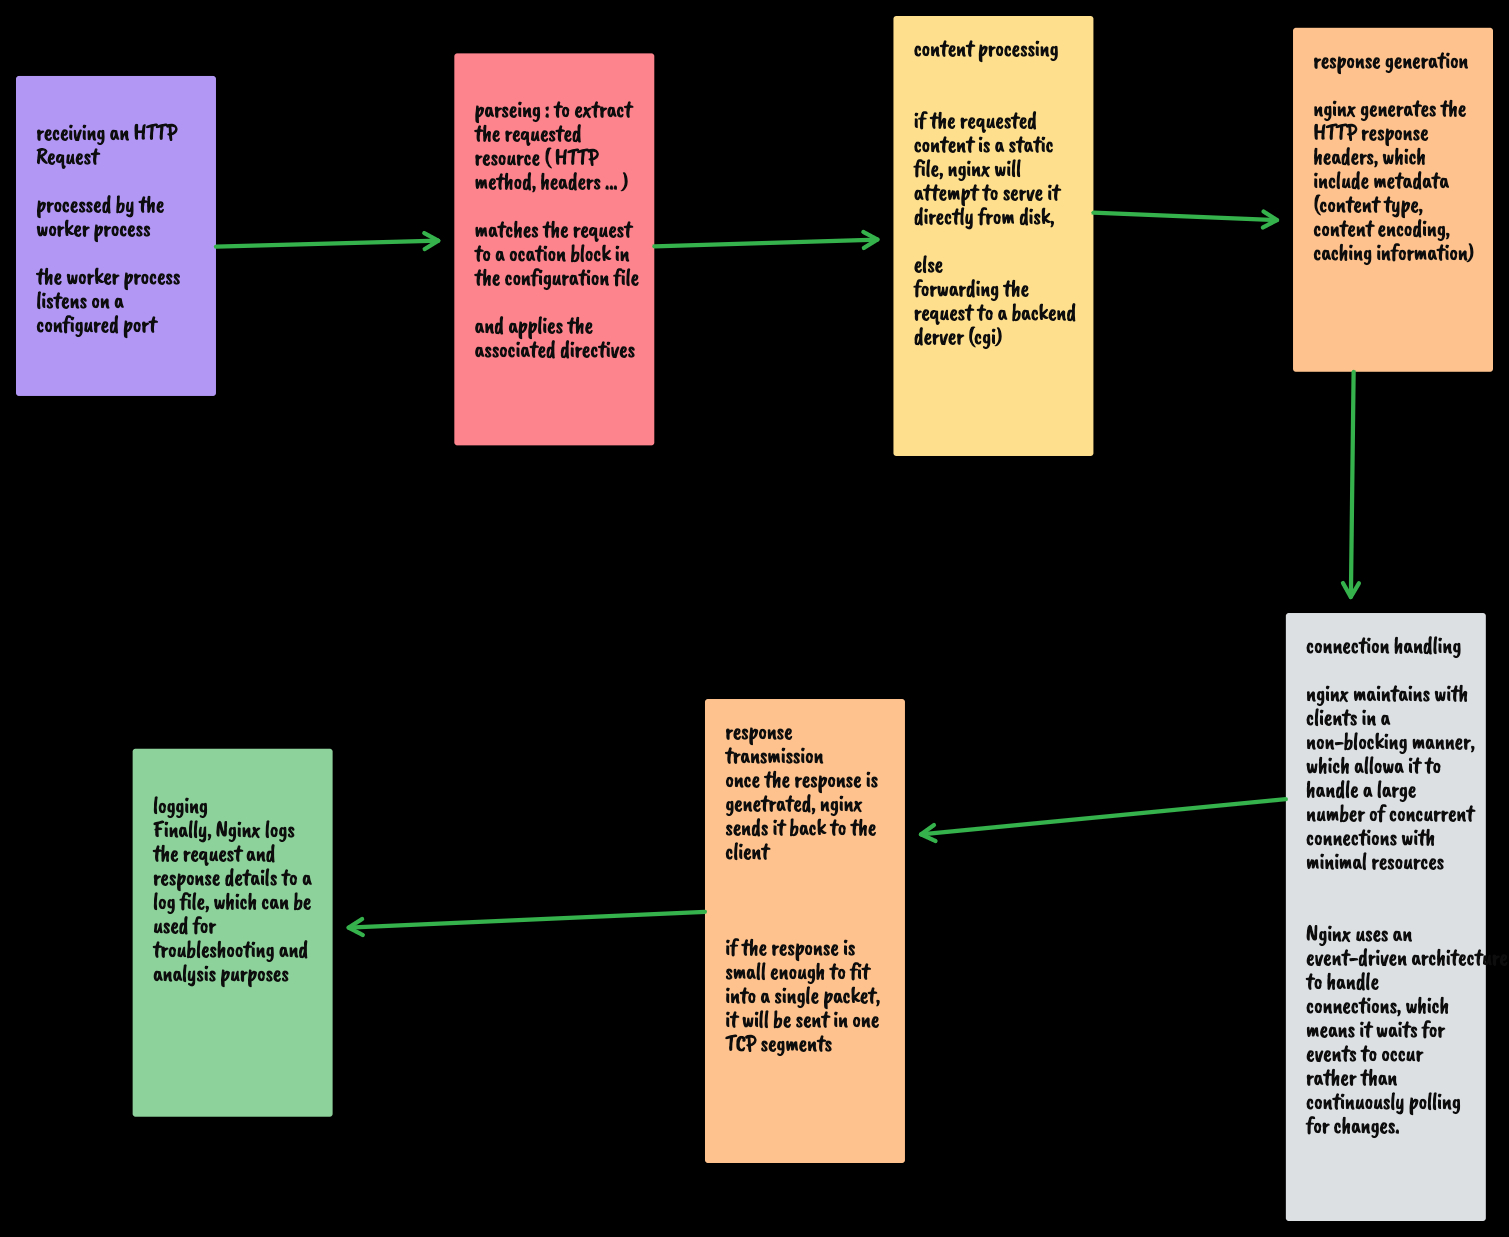 receiving an HTTP
Request
processed by the
worker process
the worker process
listens on a
configured port
parseing : to extract
the requested
resource ( HTTP
method, headers ... )
matches the request
to a ocation block in
the configuration file
and applies the
associated directives
content processing
if the requested
content is a static
file, nginx will
attempt to serve it
directly from disk,
else
forwarding the
request to a backend
derver (cgi)
response generation
nginx generates the
HTTP response
headers, which
include metadata
(content type,
content encoding,
caching information)
connection handling
nginx maintains with
clients in a
non-blocking manner,
which allowa it to
handle a large
number of concurrent
connections with
minimal resources
Nginx uses an
event-driven architecture
to handle
connections, which
means it waits for
events to occur
rather than
continuously polling
for changes.
response
transmission
once the response is
genetrated, nginx
sends it back to the
client
if the response is
small enough to fit
into a single packet,
it will be sent in one
TCP segments
logging
Finally, Nginx logs
the request and
response details to a
log file, which can be
used for
troubleshooting and
analysis purposes